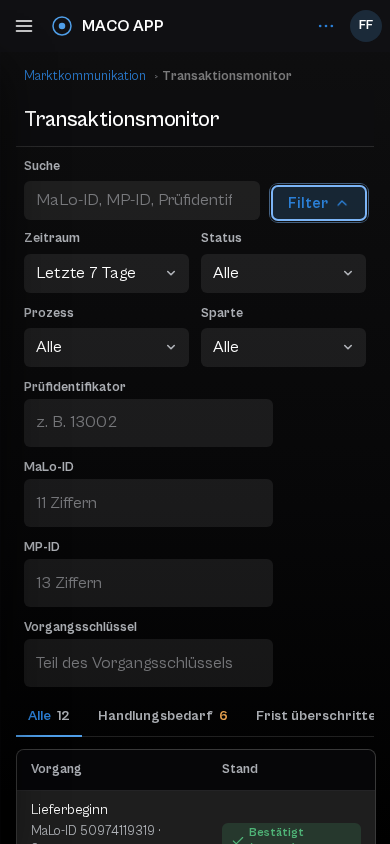 MACO APP
FF
Marktkommunikation › Transaktionsmonitor
Transaktionsmonitor
Suche
MaLo-ID, MP-ID, Prüfidentif
Filter
Zeitraum
Status
Letzte 7 Tage
Alle
Prozess
Sparte
Alle
Alle
Prüfidentifikator
z. B. 13002
MaLo-ID
11 Ziffern
MP-ID
13 Ziffern
Vorgangsschlüssel
Teil des Vorgangsschlüssels
Alle 12
Handlungsbedarf 6
Frist überschritte
Vorgang
Stand
Lieferbeginn
MaLo-ID 50974119319 ·
Bestätigt